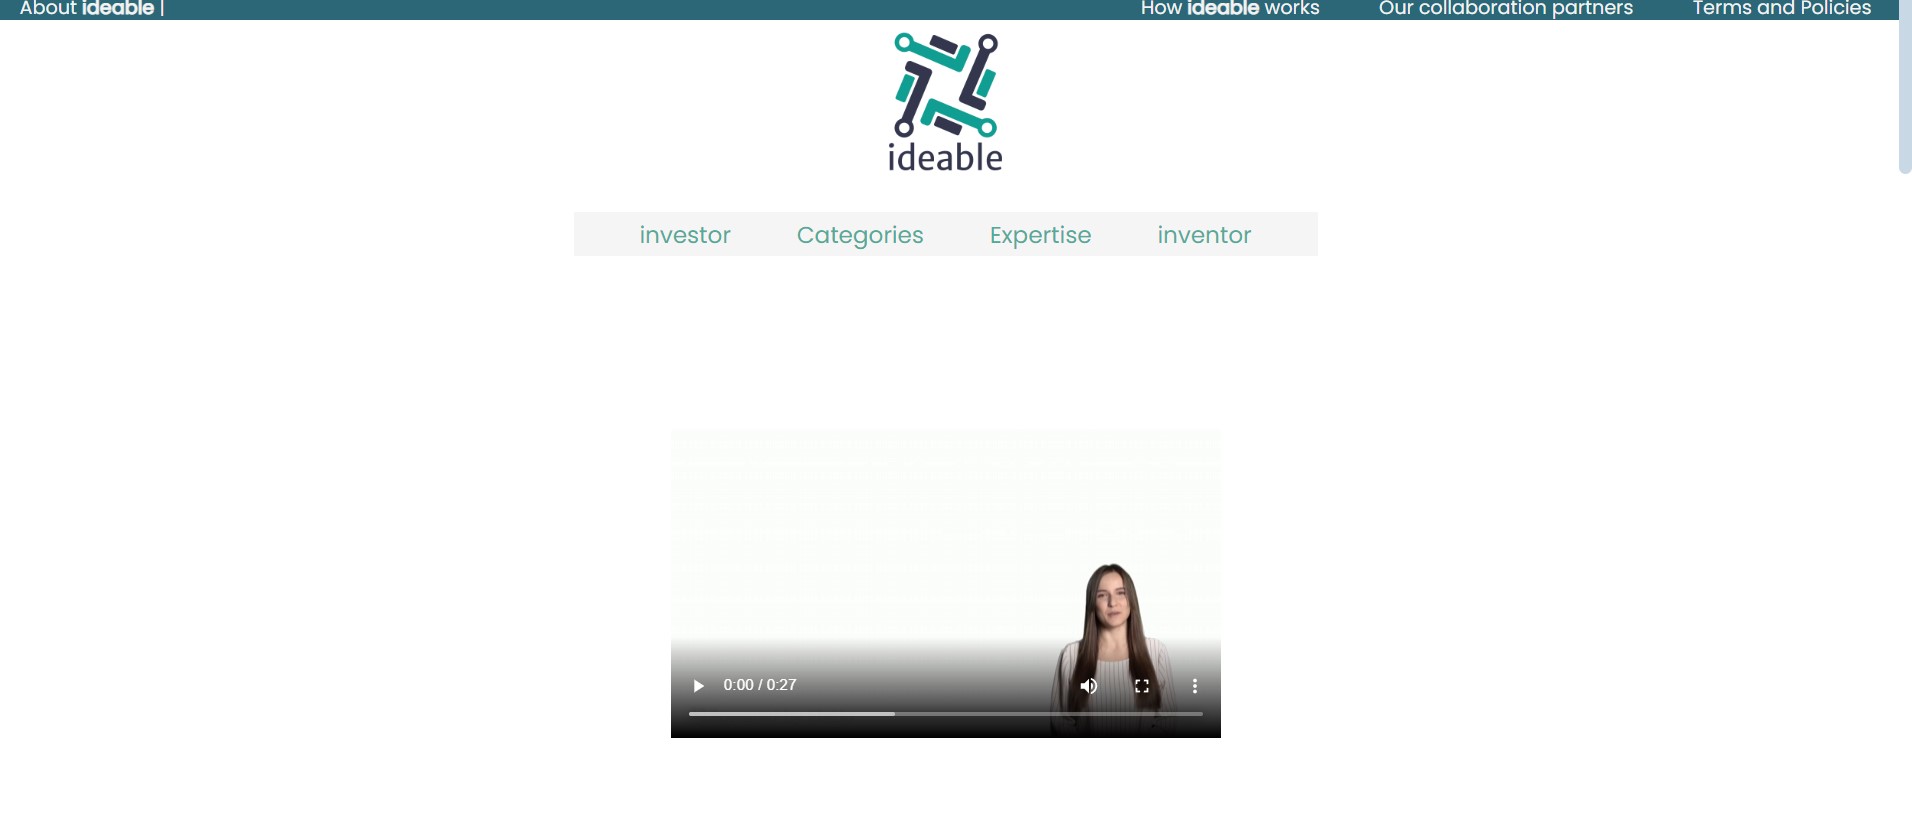 About ideable |
How ideable works
Our collaboration partners
Terms and Policies
ideable
investor
Categories
Expertise
inventor
0:00 / 0:27